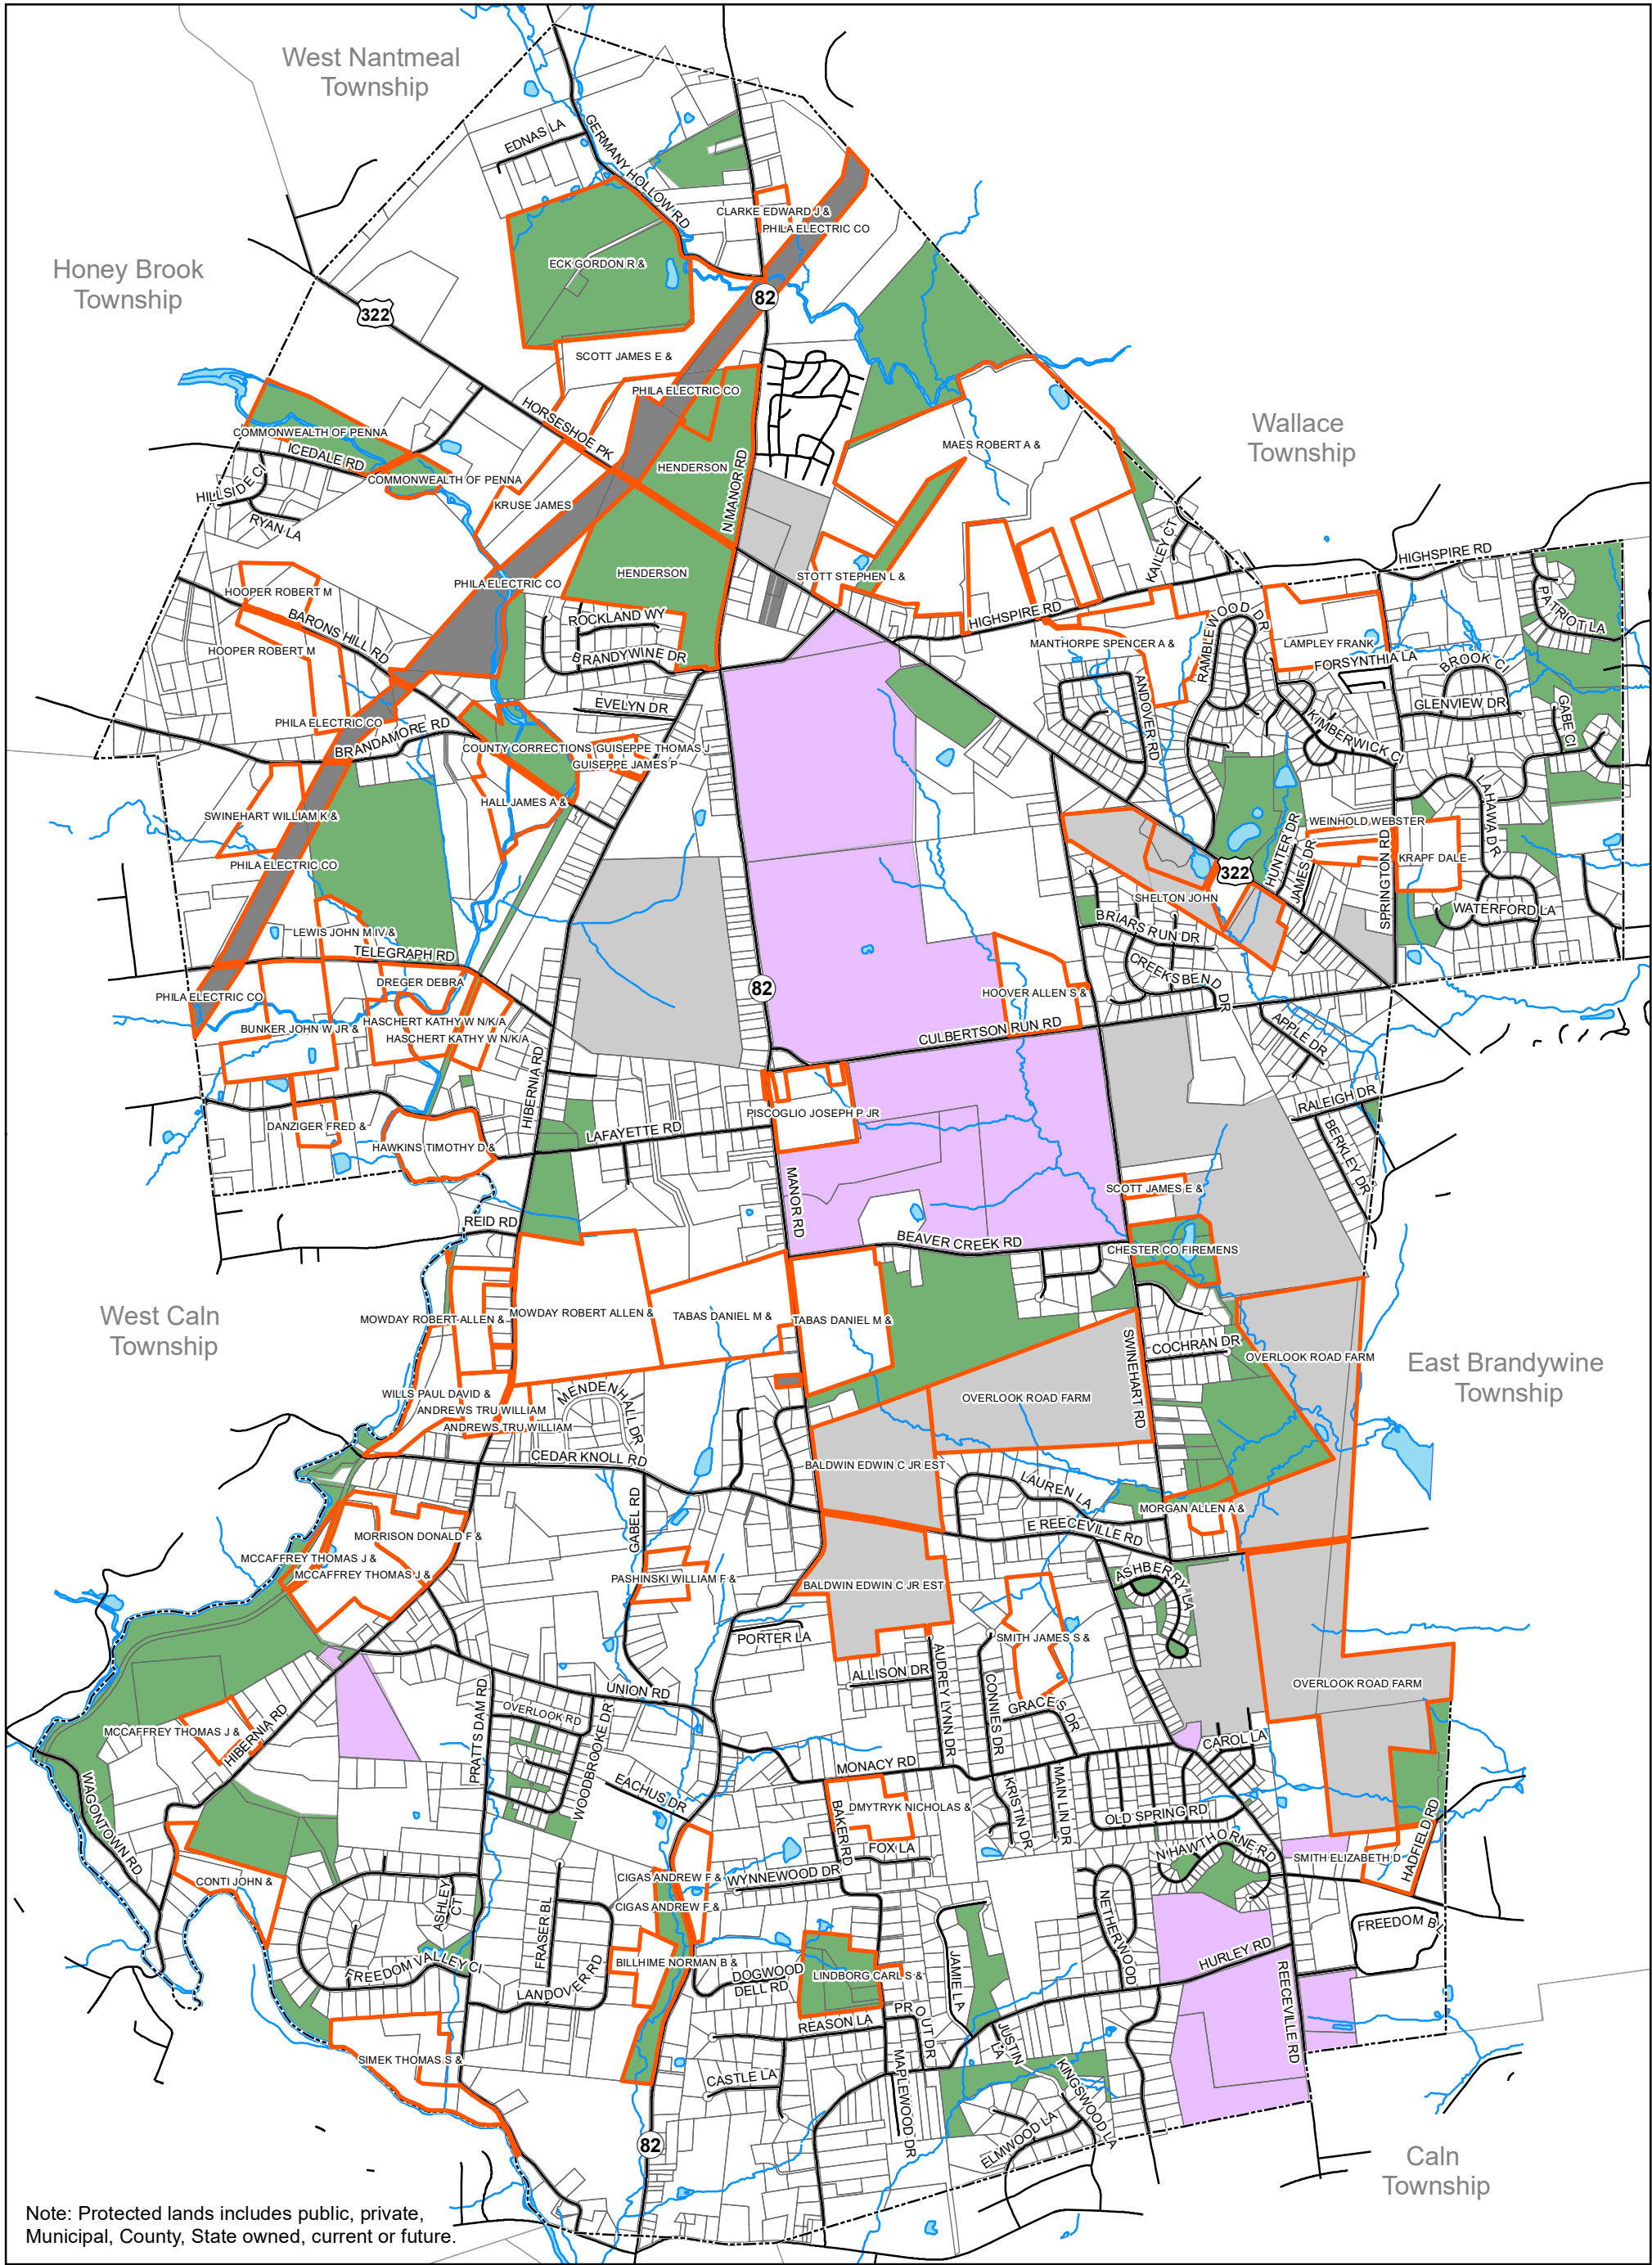 West Nantmeal
Township
EDNAS LA
GERMANY HOLLOW RD
CLARKE EDWARD J &
PHILA ELECTRIC CO
ECK GORDON R &
Honey Brook
Township
322
82
SCOTT JAMES E &
PHILA ELECTRIC CO
HORSESHOE PK
COMMONWEALTH OF PENNA
ICEDALE RD
COMMONWEALTH OF PENNA
HILLSIDE CI
RYAN LA
KRUSE JAMES
HENDERSON
N MANOR RD
MAES ROBERT A &
Wallace
Township
HENDERSON
STOTT STEPHEN L &
KAILEY CT
HIGHSPIRE RD
PATRIOT LA
HOOPER ROBERT M
PHILA ELECTRIC CO
BARONS HILL RD
HOOPER ROBERT M
ROCKLAND WY
BRANDYWINE DR
HIGHSPIRE RD
MANTHORPE SPENCER A &
RAMBLEWOOD DR
LAMPLEY FRANK
FORSYNTHIA LA
BROOK CI
GLENVIEW DR
GABE CI
EVELYN DR
ANDOVER RD
KIMBERWICK CI
PHILA ELECTRIC CO
BRANDAMORE RD
COUNTY CORRECTIONS
GUISEPPE THOMAS J
GUISEPPE JAMES P
HALL JAMES A &
SWINEHART WILLIAM K &
PHILA ELECTRIC CO
LAHAWA DR
WEINHOLD WEBSTER
HUNTER DR
JAMES DR
SPRINGTON RD
KRAPF DALE
322
SHELTON JOHN
WATERFORD LA
BRIARS RUN DR
CREEKSBEND DR
LEWIS JOHN M IV &
TELEGRAPH RD
DREGER DEBRA
PHILA ELECTRIC CO
82
HOOVER ALLEN S &
BUNKER JOHN W JR &
HASCHERT KATHY W N/K/A
HASCHERT KATHY W N/K/A
CULBERTSON RUN RD
APPLE DR
HIBERNIA RD
RALEIGH DR
BERKLEY DR
DANZIGER FRED &
HAWKINS TIMOTHY D &
LAFAYETTE RD
PISCOGLIO JOSEPH P JR
MANOR RD
SCOTT JAMES E &
REID RD
BEAVER CREEK RD
CHESTER CO FIREMENS
West Caln
Township
MOWDAY ROBERT ALLEN &
MOWDAY ROBERT ALLEN &
TABAS DANIEL M &
TABAS DANIEL M &
SWINEHART RD
COCHRAN DR
OVERLOOK ROAD FARM
East Brandywine
Township
WILLS PAUL DAVID &
ANDREWS TRU WILLIAM
ANDREWS TRU WILLIAM
MENDENHALL DR
OVERLOOK ROAD FARM
CEDAR KNOLL RD
BALDWIN EDWIN C JR EST
LAUREN LA
GABEL RD
MORGAN ALLEN A &
E REECEVILLE RD
MORRISON DONALD F &
MCCAFFREY THOMAS J &
MCCAFFREY THOMAS J &
PASHINSKI WILLIAM F &
BALDWIN EDWIN C JR EST
ASHBERRY LA
PORTER LA
SMITH JAMES S &
ALLISON DR
AUDREY LYNN DR
CONNIES DR
GRACES DR
OVERLOOK ROAD FARM
UNION RD
OVERLOOK RD
PRATTS DAM RD
WOODBROOKE DR
MCCAFFREY THOMAS J &
HIBERNIA RD
WAGONTOWN RD
EACHUS DR
MONACY RD
CAROL LA
BAKER RD
DMYTRYK NICHOLAS &
KRISTIN DR
MAIN LIN DR
OLD SPRING RD
FOX LA
N HAWTHORNE RD
SMITH ELIZABETH D
HADFIELD RD
CONTI JOHN &
CIGAS ANDREW F &
WYNNEWOOD DR
CIGAS ANDREW F &
ASHLEY CT
FRASER BL
NETHERWOOD
FREEDOM B
HURLEY RD
FREEDOM VALLEY CI
LANDOVER RD
BILLHIME NORMAN B &
DOGWOOD
DELL RD
LINDBORG CARL S &
JAMIE LA
REECEVILLE RD
PROUT DR
REASON LA
JUSTIN LA
SIMEK THOMAS S &
CASTLE LA
MAPLEWOOD DR
KINGSWOOD LA
ELMWOOD LA
82
Caln
Township
Note: Protected lands includes public, private,
Municipal, County, State owned, current or future.